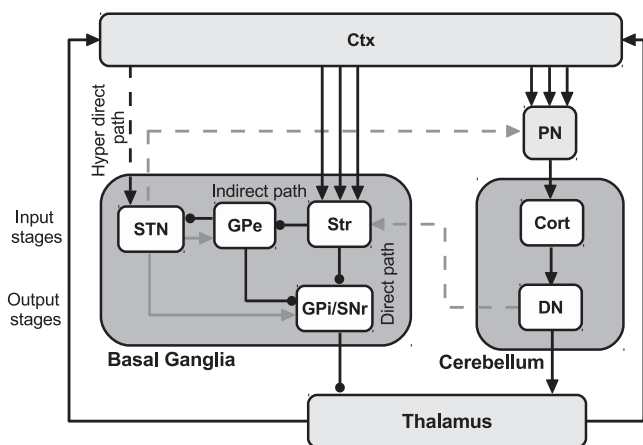 Ctx
Hyper direct
path
PN
Indirect path
STN
GPe
Str
Cort
Input
stages
Direct path
Output
stages
GPi/SNr
DN
Basal Ganglia
Cerebellum
Thalamus